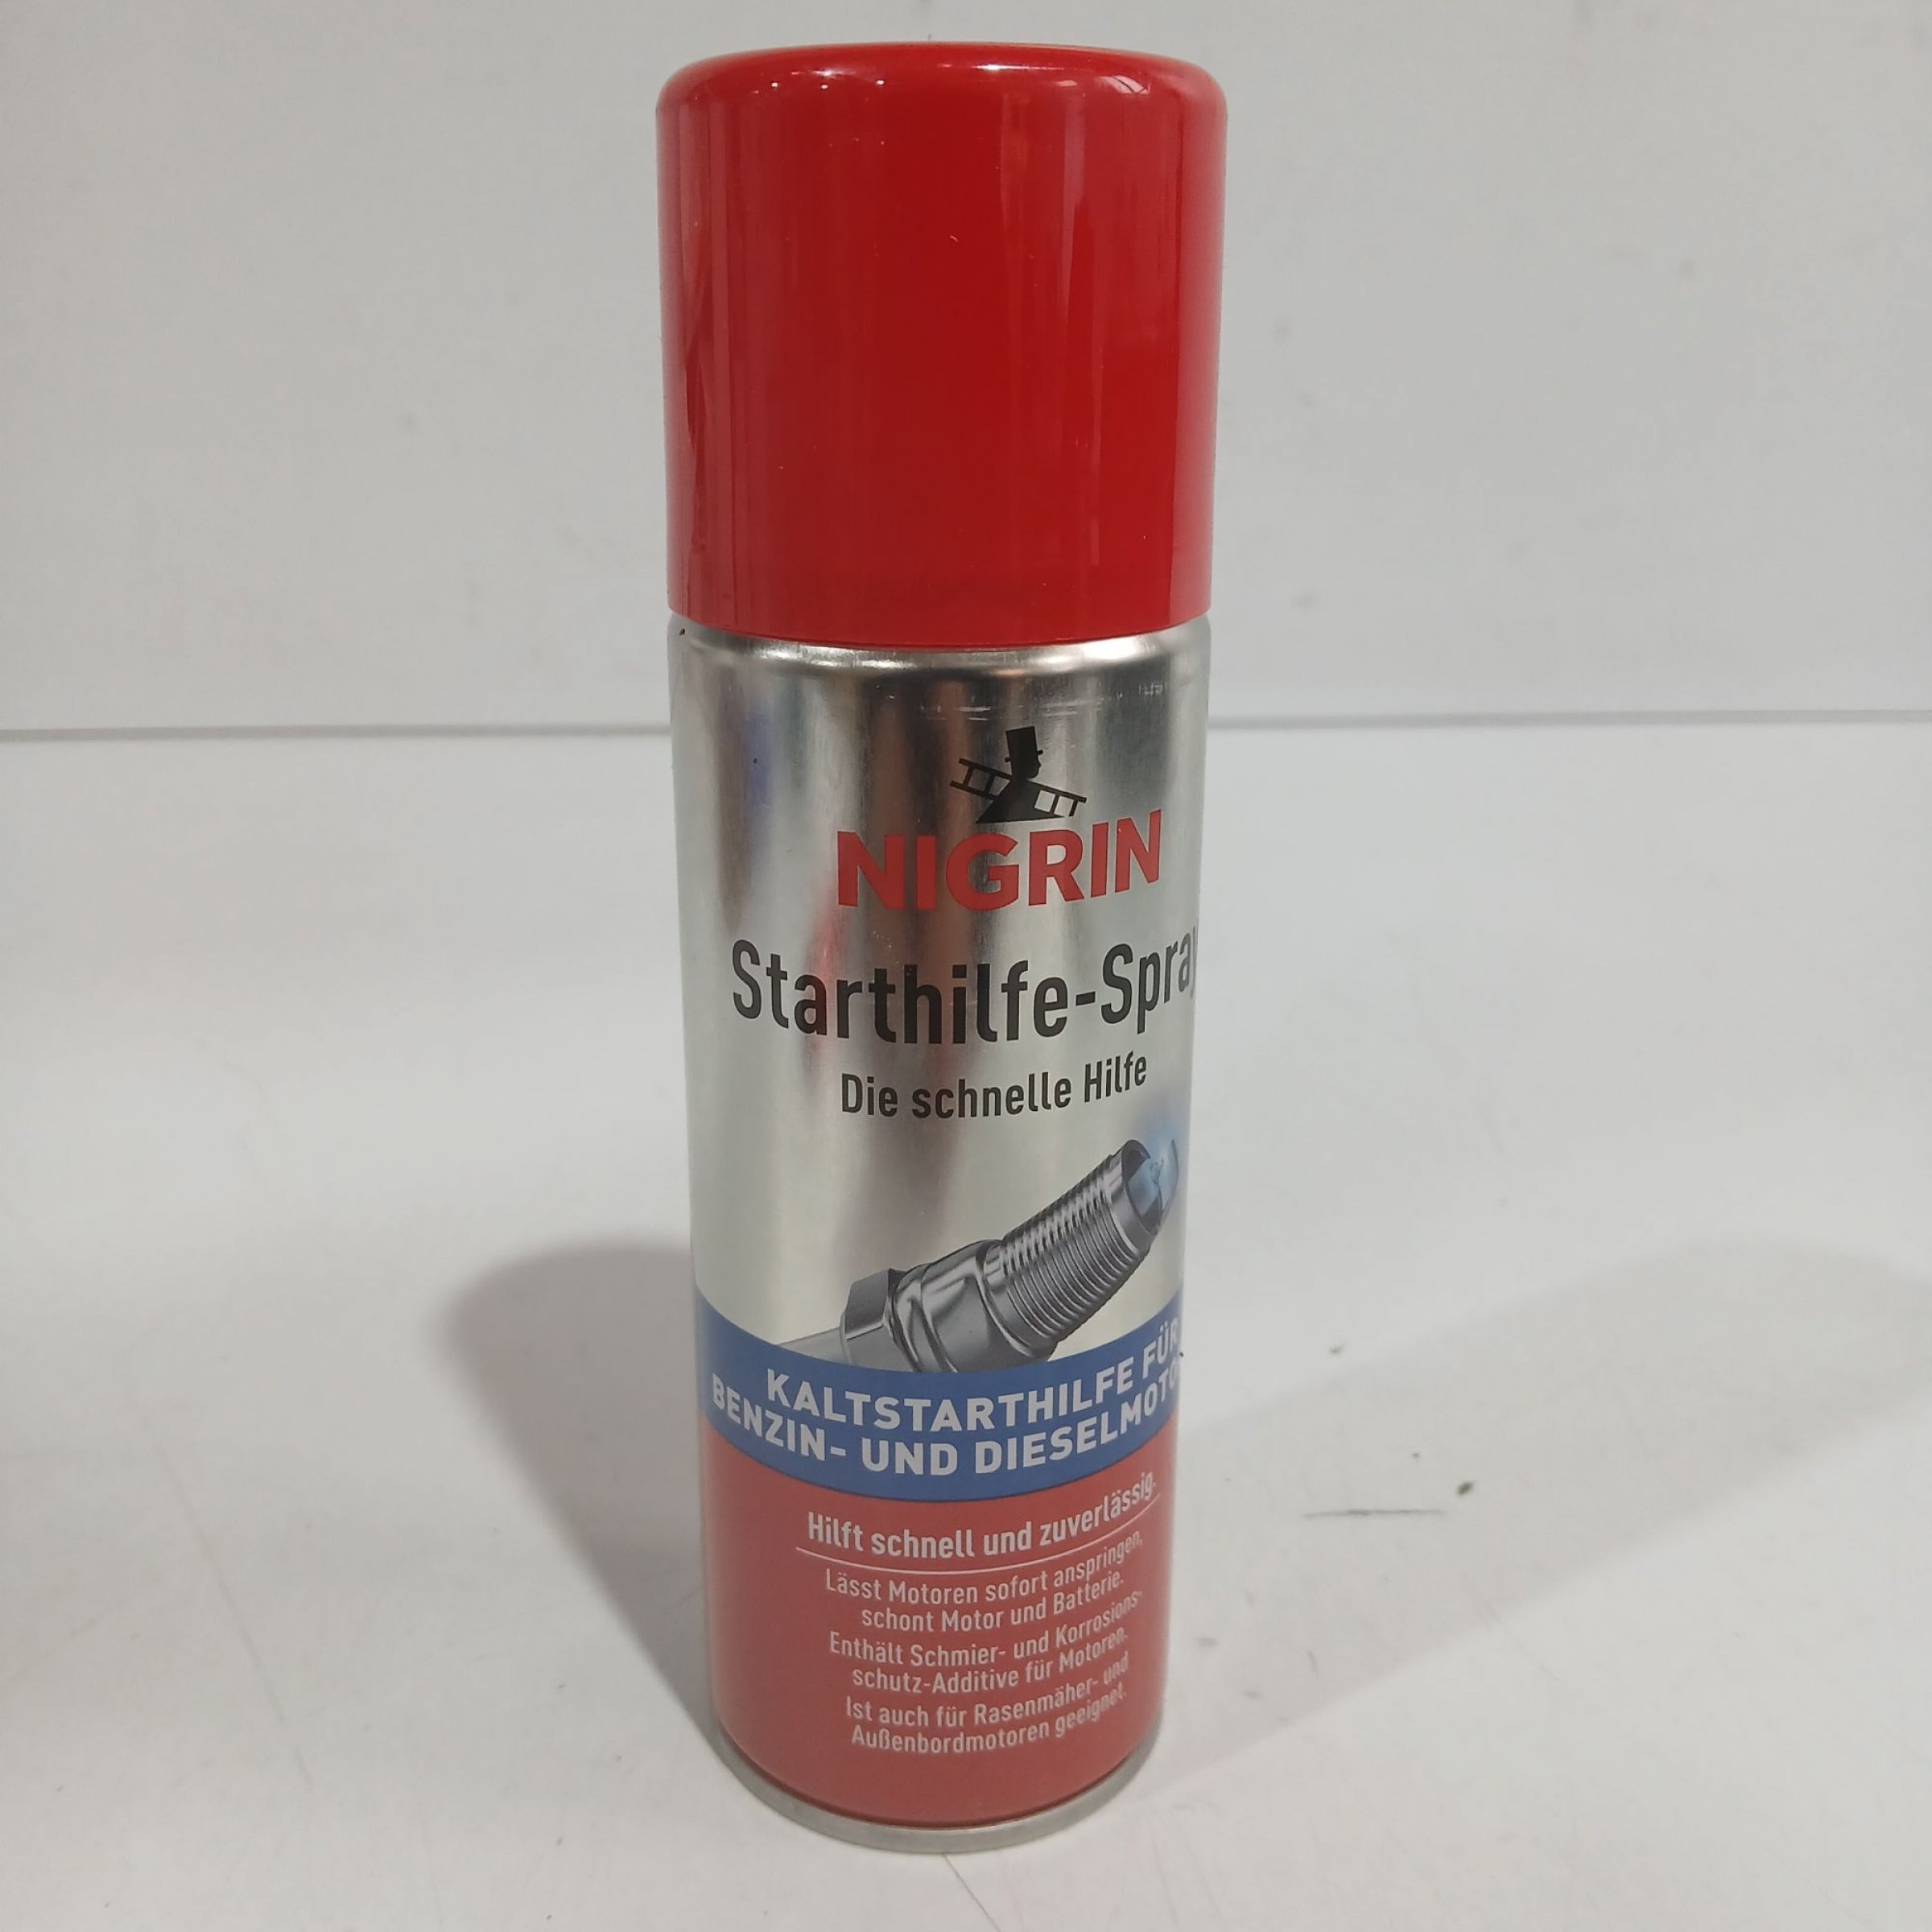 NIGRIN
Starthilfe-Spray
Die schnelle Hilfe
KALTSTARTHILFE FÜR
BENZIN- UND
Hilft schnell und zuverlässig.
Lässt Motoren sofort anspringen,
schont Motor und Batterie.
Enthält Schmier- und Korrosions-
schutz-Additive für Motoren.
Ist auch für Rasenmäher- und
Außenbordmotoren geeignet.